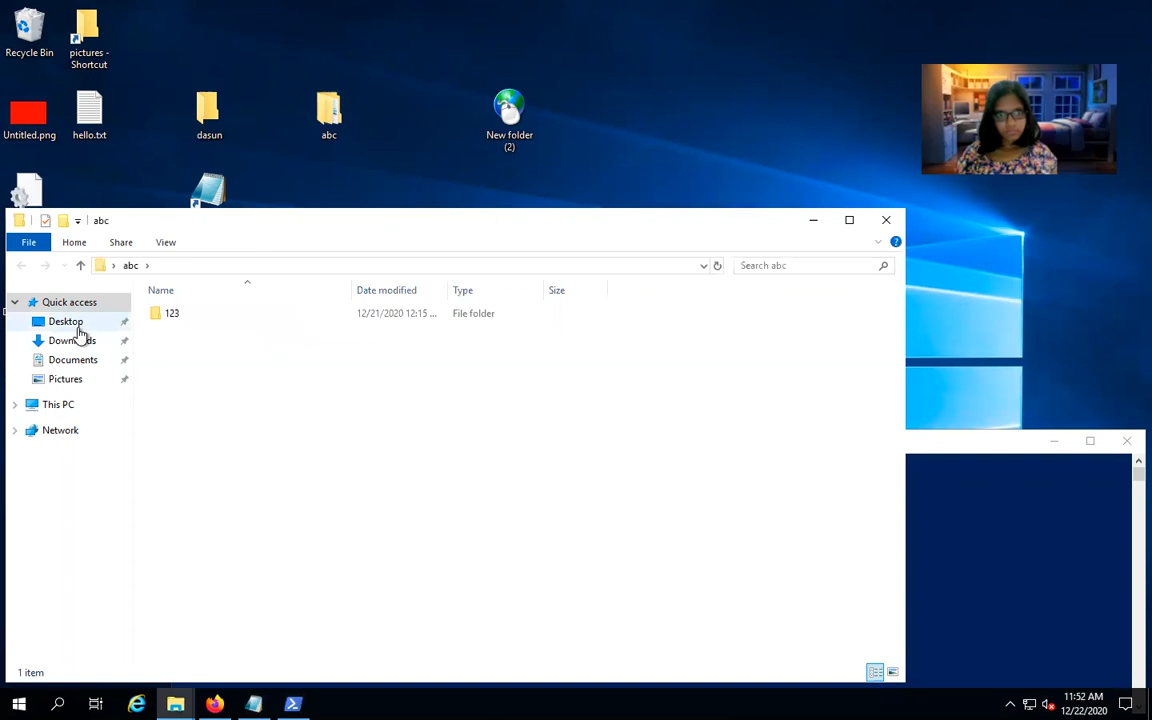 Recycle Bin
pictures -
Shortcut
Untitled.png
hello.txt
dasun
abc
New folder
(2)
abc
File
Home
Share
View
abc
Search abc
Quick access
Desktop
Downloads
Documents
Pictures
This PC
Network
Name
Date modified
Type
Size
123
12/21/2020 12:15 ...
File folder
1 item
11:52 AM
12/22/2020